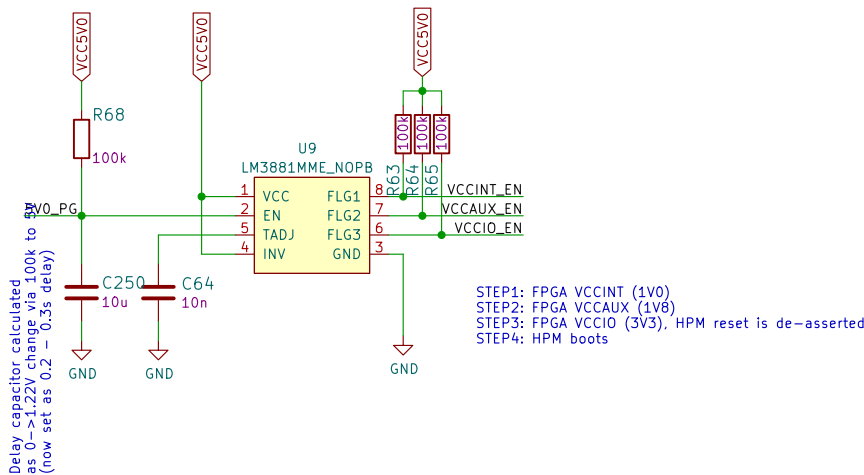 VCC5V0
VCC5V0
VCC5V0
R68
100k
U9
LM3881MME_NOPB
100k
100k
100k
R63
R64
R65
1
VCC
FLG1
8
VCCINT_EN
2
EN
FLG2
7
VCCAUX_EN
5
TADJ
FLG3
6
VCCIO_EN
4
INV
GND
3
C250
10u
C64
10n
GND
GND
GND
Delay capacitor calculated
as 0->1.22V change via 100k to 5V
(now set as 0.2 - 0.3s delay)
STEP1: FPGA VCCINT (1V0)
STEP2: FPGA VCCAUX (1V8)
STEP3: FPGA VCCIO (3V3), HPM reset is de-asserted
STEP4: HPM boots